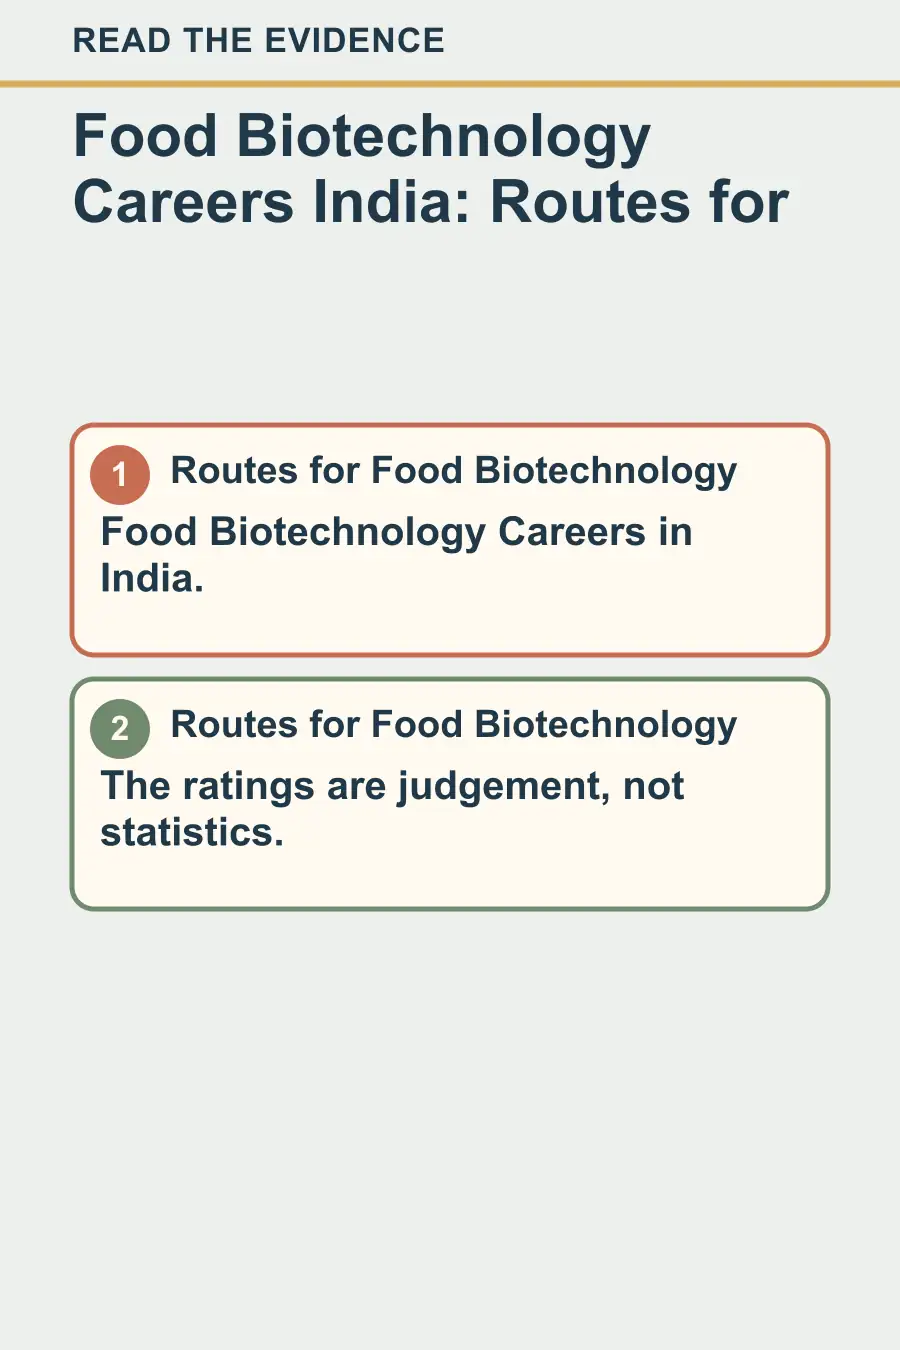 READ THE EVIDENCE
Food Biotechnology
Careers India: Routes for
1 Routes for Food Biotechnology
Food Biotechnology Careers in
India.
2 Routes for Food Biotechnology
The ratings are judgement, not
statistics.